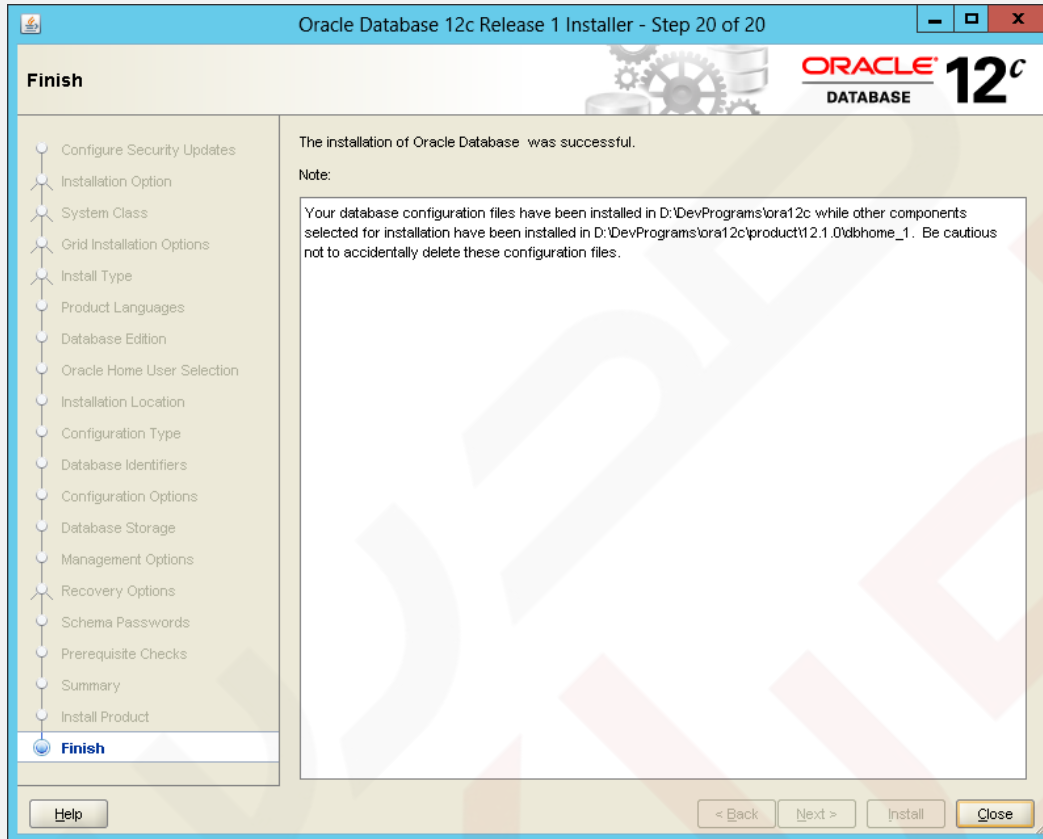 Oracle Database 12c Release 1 Installer - Step 20 of 20
Finish
ORACLE®
DATABASE
12c
Configure Security Updates
Installation Option
System Class
Grid Installation Options
Install Type
Product Languages
Database Edition
Oracle Home User Selection
Installation Location
Configuration Type
Database Identifiers
Configuration Options
Database Storage
Management Options
Recovery Options
Schema Passwords
Prerequisite Checks
Summary
Install Product
Finish
The installation of Oracle Database was successful.
Note:
Your database configuration files have been installed in D:\DevPrograms\ora12c while other components
selected for installation have been installed in D:\DevPrograms\ora12c\product\12.1.0\dbhome_1. Be cautious
not to accidentally delete these configuration files.
Help
< Back
Next >
Install
Close